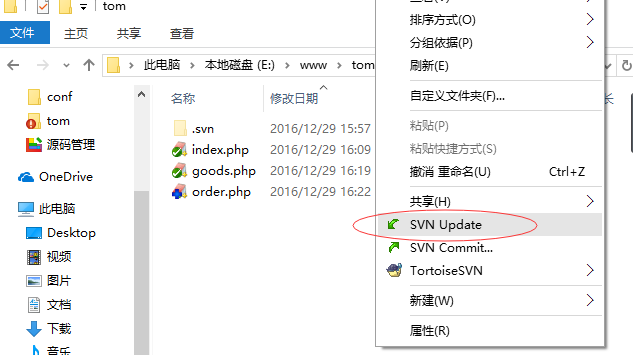 tom
文件
主页
共享
查看
此电脑
本地磁盘 (E:)
www
tom
conf
tom
源码管理
OneDrive
此电脑
Desktop
视频
图片
文档
下载
音乐
名称
修改日期
长
.svn
2016/12/29 15:57
index.php
2016/12/29 16:09
goods.php
2016/12/29 16:19
order.php
2016/12/29 16:22
排序方式(O)
分组依据(P)
刷新(E)
自定义文件夹(F)...
粘贴(P)
粘贴快捷方式(S)
撤消 重命名(U)
Ctrl+Z
共享(H)
SVN Update
SVN Commit...
TortoiseSVN
新建(W)
属性(R)